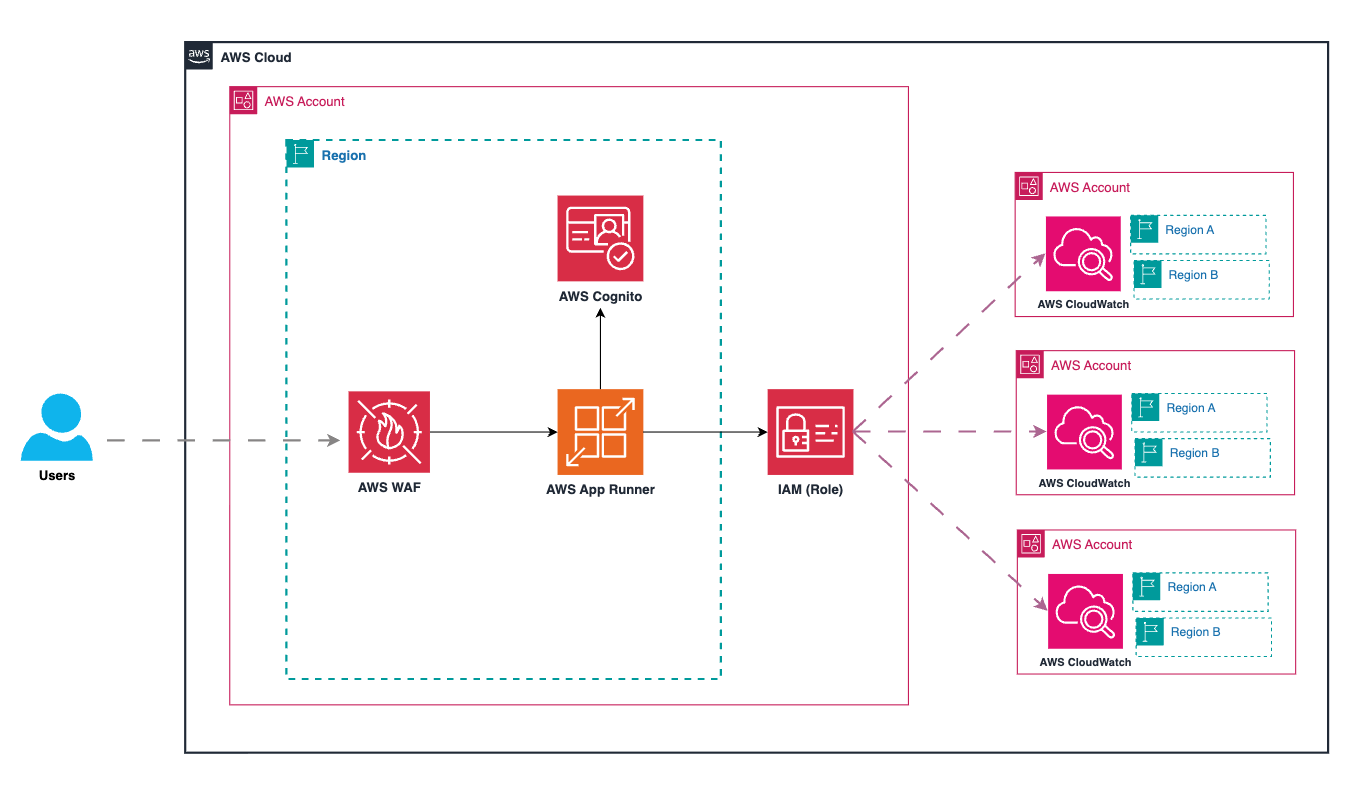 aws
AWS Cloud
AWS Account
Region
AWS Cognito
Users
AWS WAF
AWS App Runner
IAM (Role)
AWS Account
Region A
Region B
AWS CloudWatch
AWS Account
Region A
Region B
AWS CloudWatch
AWS Account
Region A
Region B
AWS CloudWatch